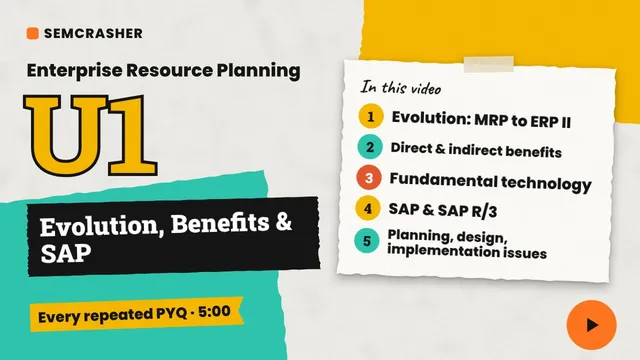 SEMCRASHER
Enterprise Resource Planning
U1
Evolution, Benefits &
SAP
Every repeated PYQ · 5:00
In this video
1 Evolution: MRP to ERP II
2 Direct & indirect benefits
3 Fundamental technology
4 SAP & SAP R/3
5 Planning, design,
implementation issues